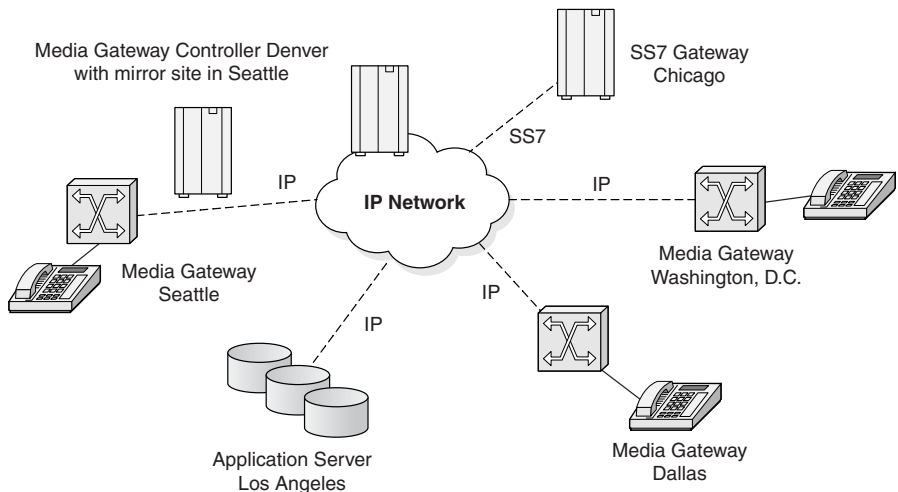 Media Gateway Controller Denver
with mirror site in Seattle
SS7 Gateway
Chicago
SS7
IP
IP
IP Network
Media Gateway
Seattle
Media Gateway
Washington, D.C.
IP
IP
Application Server
Los Angeles
Media Gateway
Dallas